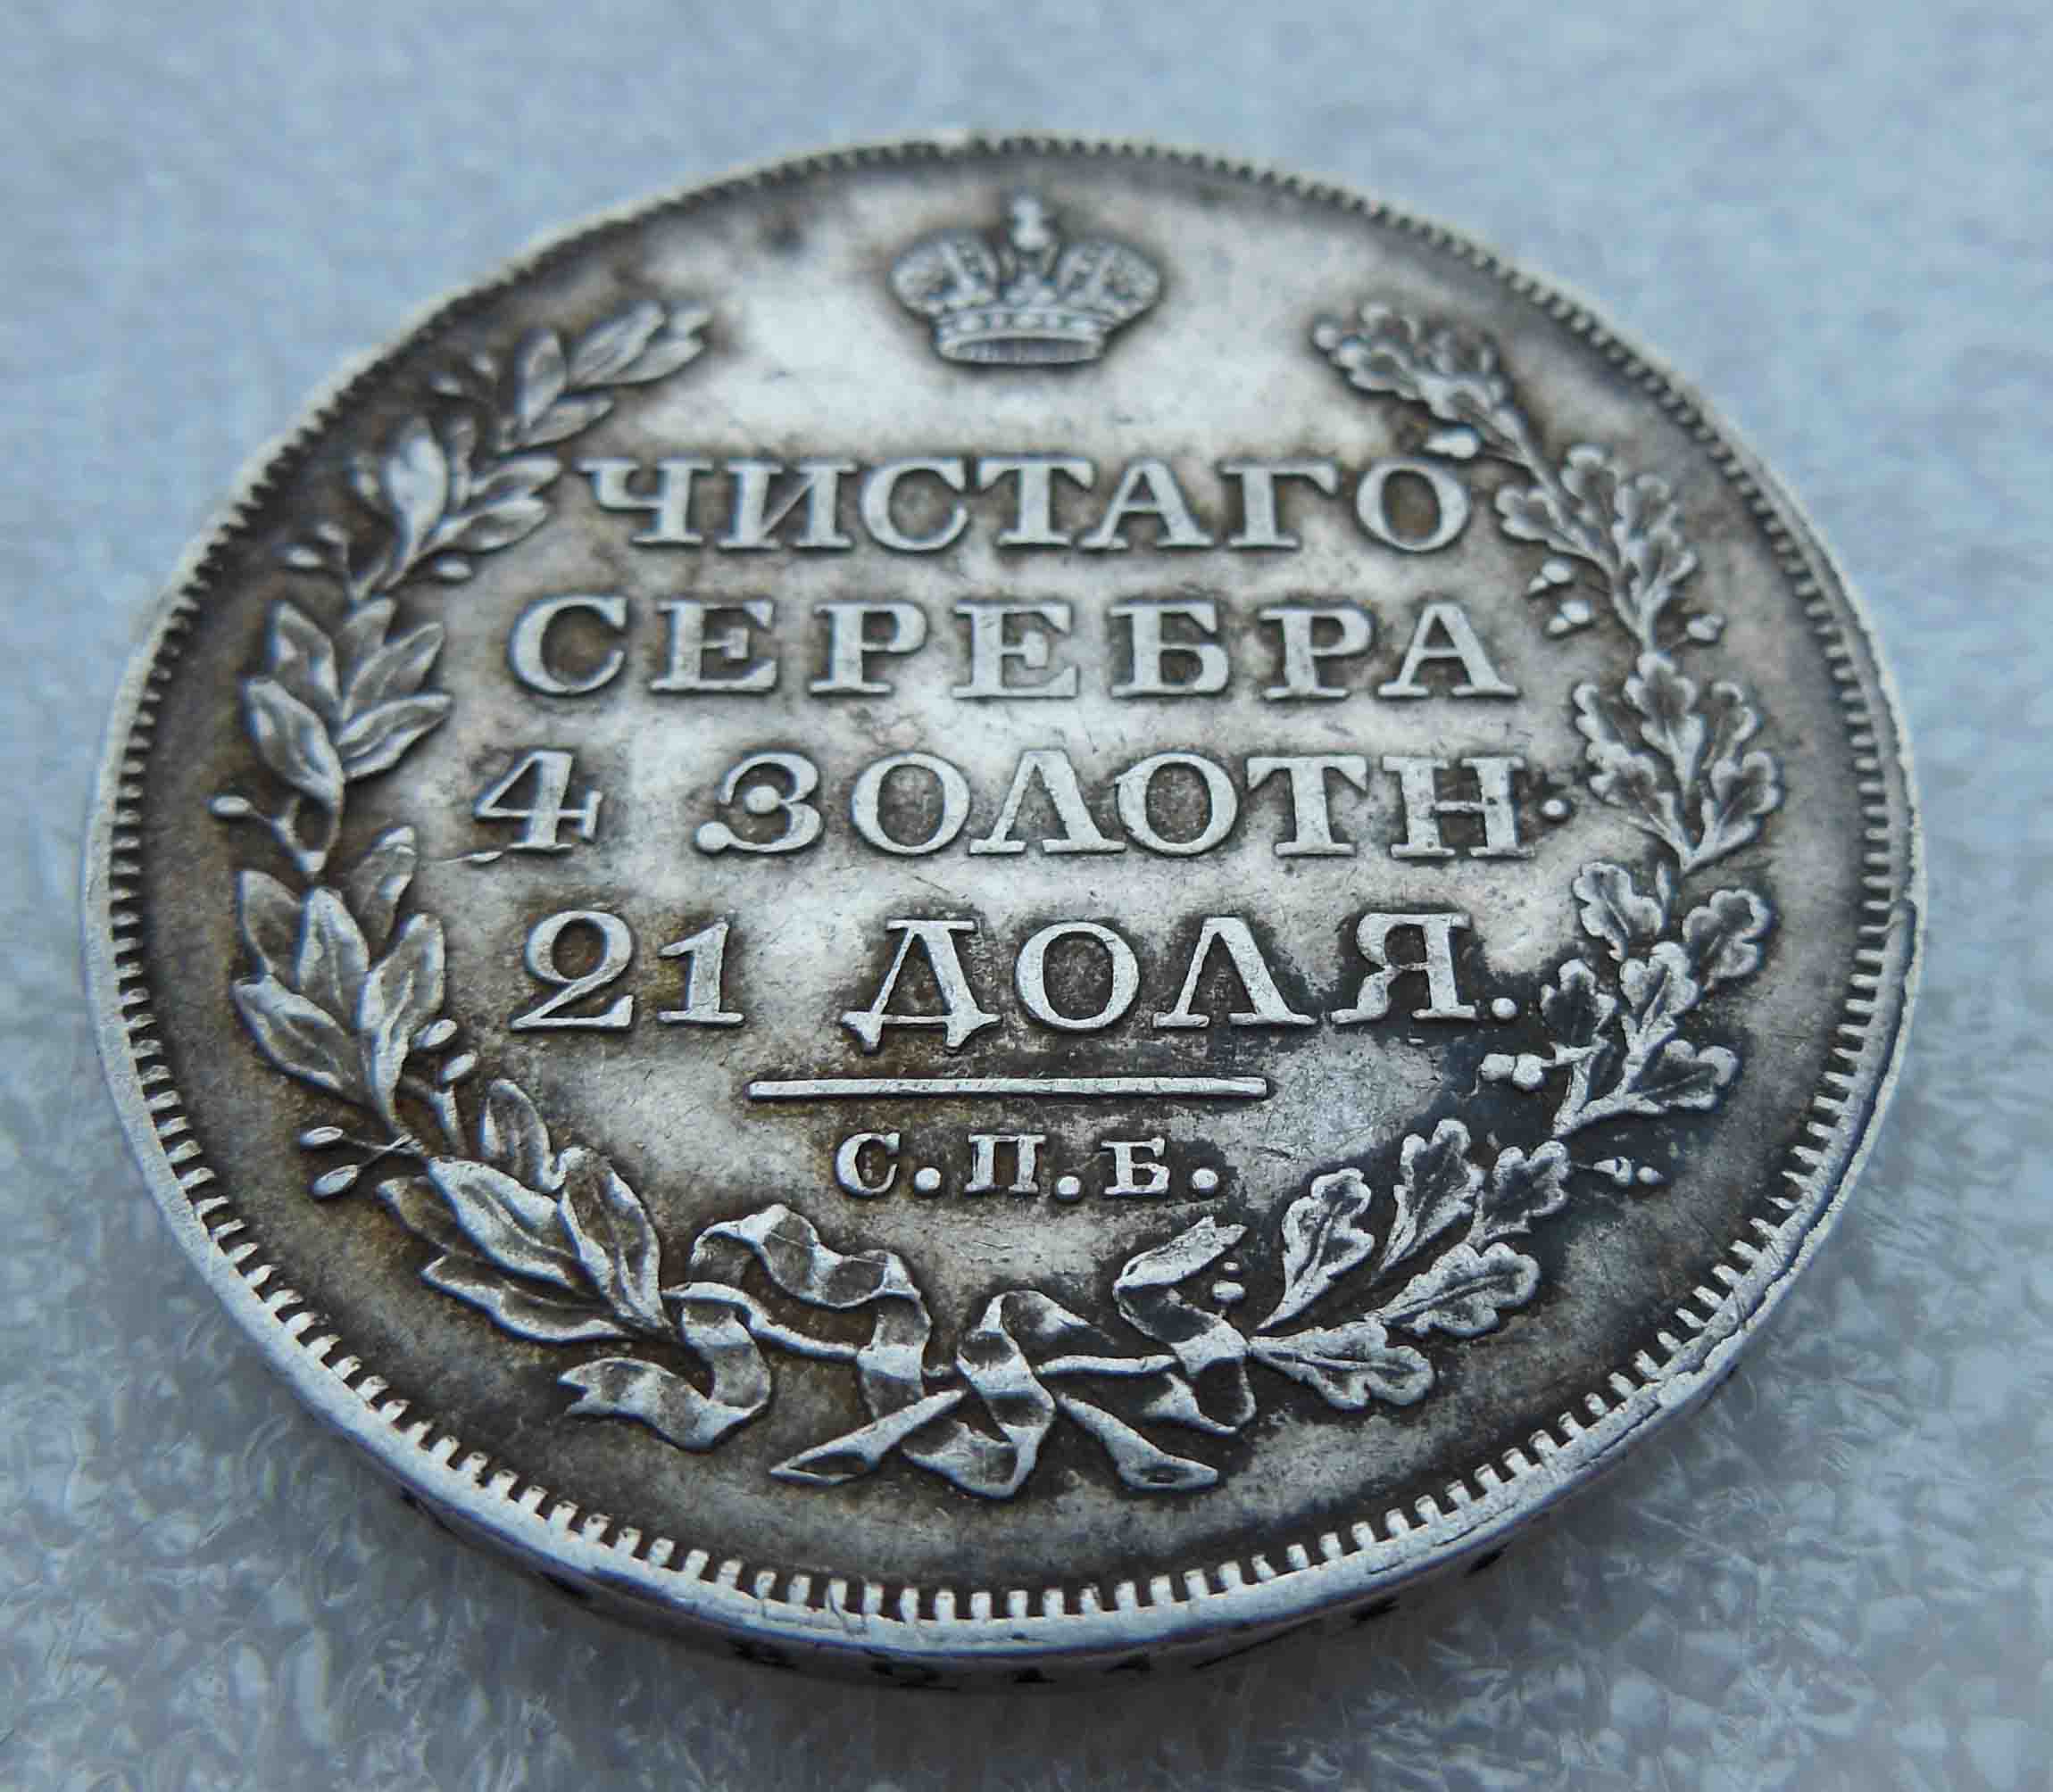 ЧИСТАГО
СЕРЕБРА
4 ЗОЛОТН.
21 ДОЛЯ.
С.П.Б.